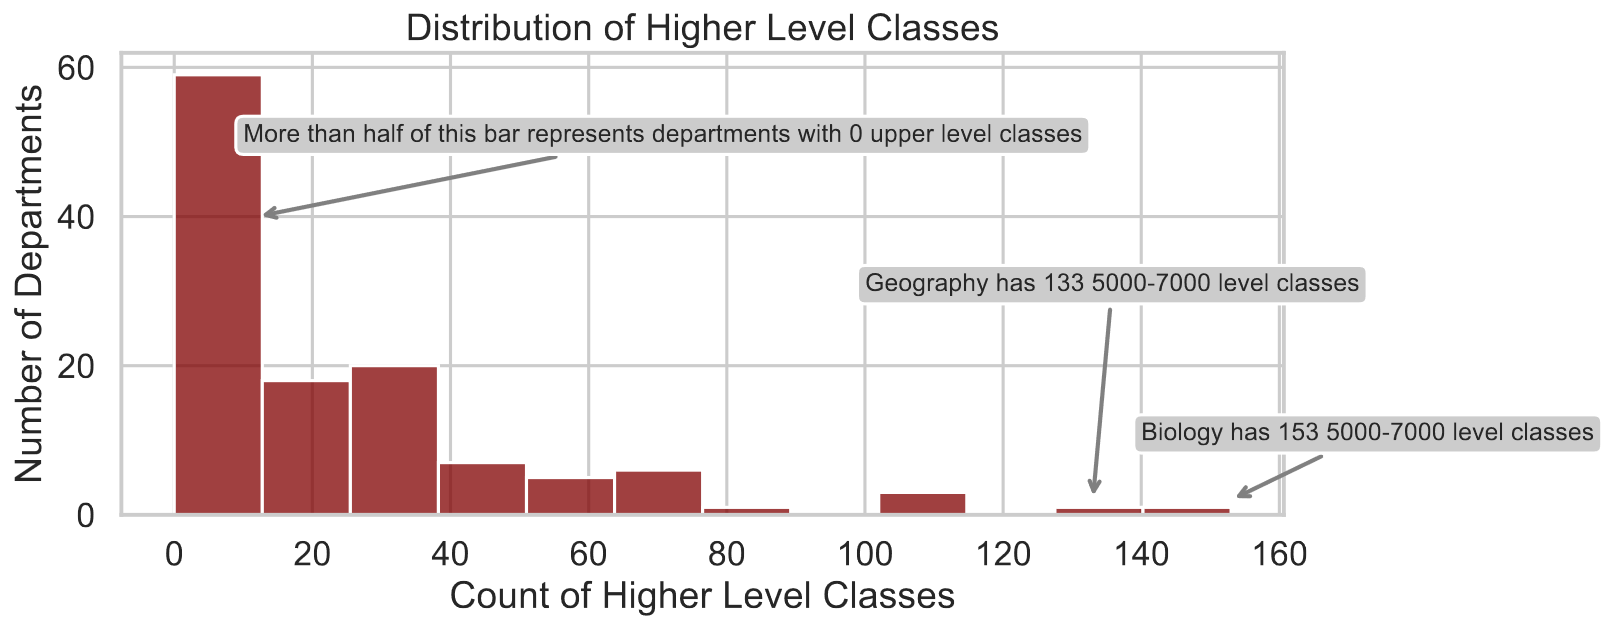 Distribution of Higher Level Classes
Number of Departments
60
40
20
0
More than half of this bar represents departments with 0 upper level classes
Geography has 133 5000-7000 level classes
Biology has 153 5000-7000 level classes
0 20 40 60 80 100 120 140 160
Count of Higher Level Classes